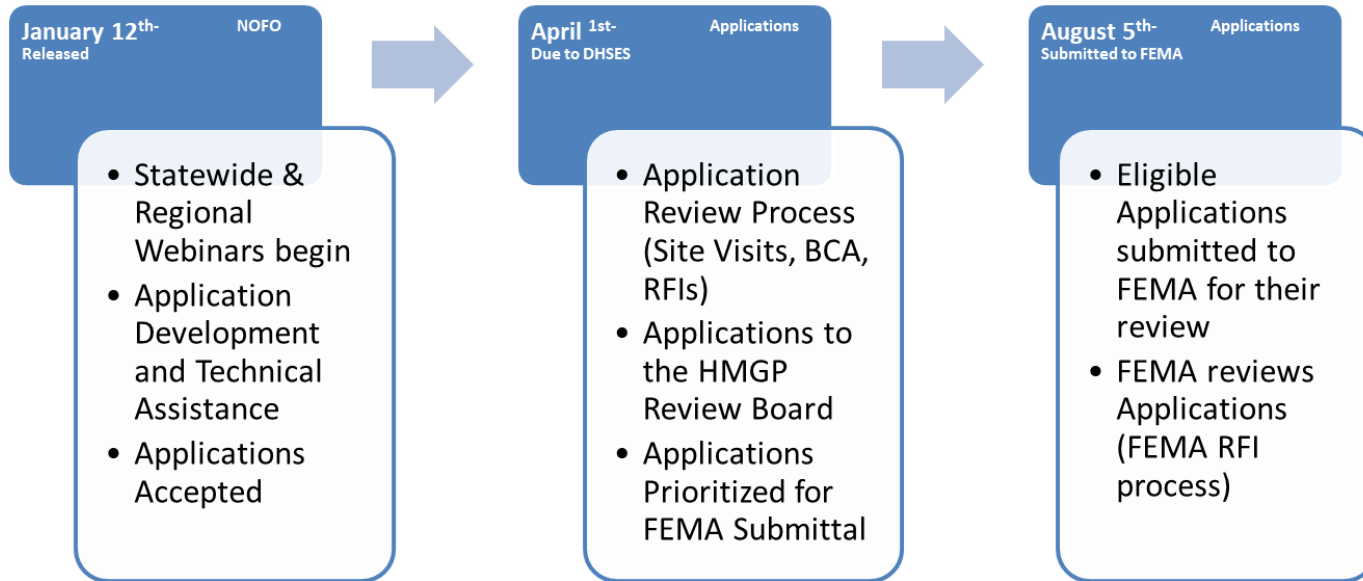 January 12th- NOFO
Released
• Statewide &
Regional
Webinars begin
• Application
Development
and Technical
Assistance
• Applications
Accepted
April 1st- Applications
Due to DHSES
• Application
Review Process
(Site Visits, BCA,
RFIs)
• Applications to
the HMGP
Review Board
• Applications
Prioritized for
FEMA Submittal
August 5th- Applications
Submitted to FEMA
• Eligible
Applications
submitted to
FEMA for their
review
• FEMA reviews
Applications
(FEMA RFI
process)